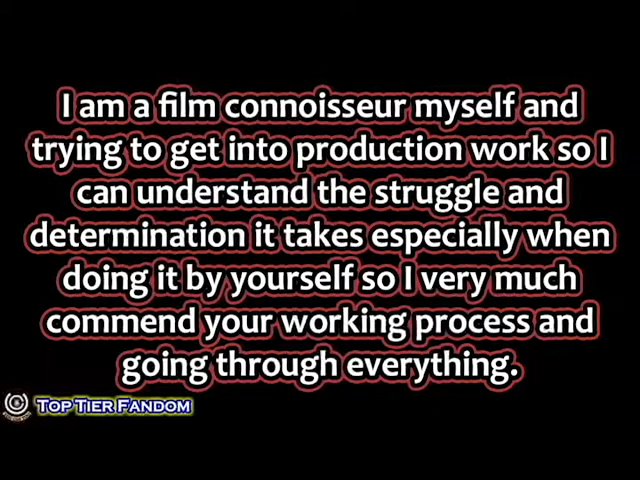 I am a film connoisseur myself and
trying to get into production work so I
can understand the struggle and
determination it takes especially when
doing it by yourself so I very much
commend your working process and
going through everything.
Top Tier Fandom